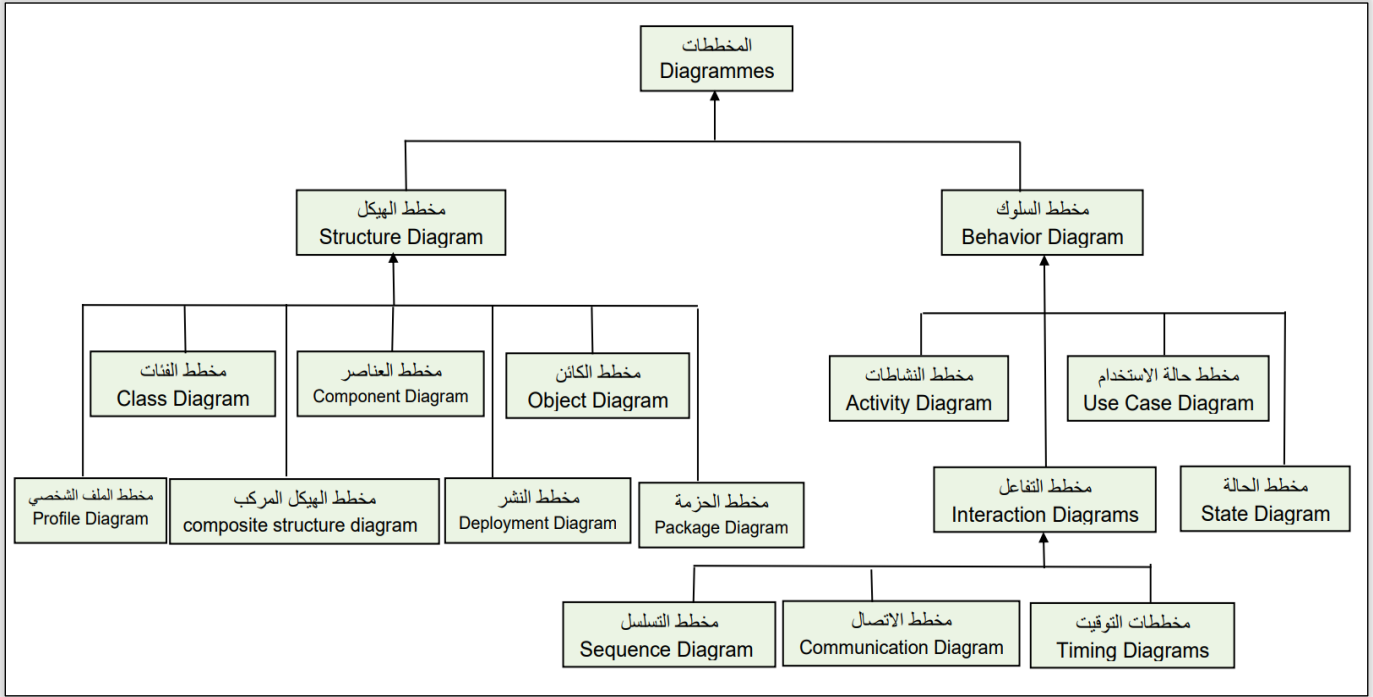 المخططات
Diagrammes
مخطط الهيكل
Structure Diagram
مخطط السلوك
Behavior Diagram
مخطط الفئات
Class Diagram
مخطط العناصر
Component Diagram
مخطط الكائن
Object Diagram
مخطط النشاطات
Activity Diagram
مخطط حالة الاستخدام
Use Case Diagram
مخطط الملف الشخصي
Profile Diagram
مخطط الهيكل المركب
composite structure diagram
مخطط النشر
Deployment Diagram
مخطط الحزمة
Package Diagram
مخطط التفاعل
Interaction Diagrams
مخطط الحالة
State Diagram
مخطط التسلسل
Sequence Diagram
مخطط الاتصال
Communication Diagram
مخططات التوقيت
Timing Diagrams